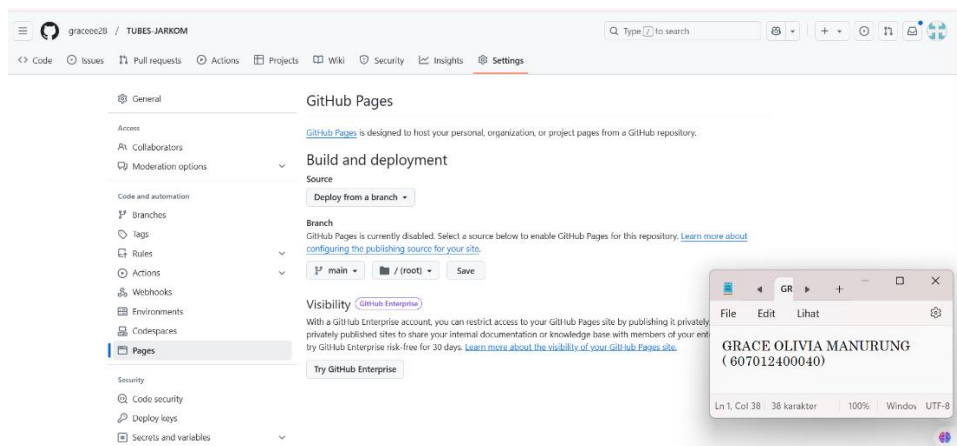 graceee28 / TUBES-JARKOM
Type / to search
Code Issues Pull requests Actions Projects Wiki Security Insights Settings
General
Access
Collaborators
Moderation options
Code and automation
Branches
Tags
Rules
Actions
Webhooks
Environments
Codespaces
Pages
Security
Code security
Deploy keys
Secrets and variables
GitHub Pages
GitHub Pages is designed to host your personal, organization, or project pages from a GitHub repository.
Build and deployment
Source
Deploy from a branch
Branch
GitHub Pages is currently disabled. Select a source below to enable GitHub Pages for this repository. Learn more about
configuring the publishing source for your site.
main / (root) Save
Visibility GitHub Enterprise
With a GitHub Enterprise account, you can restrict access to your GitHub Pages site by publishing it privately
privately published sites to share your internal documentation or knowledge base with members of your ent
try GitHub Enterprise risk-free for 30 days. Learn more about the visibility of your GitHub Pages site.
Try GitHub Enterprise
GR
File Edit Lihat
GRACE OLIVIA MANURUNG
( 607012400040)
Ln 1, Col 38 38 karakter 100% Window UTF-8